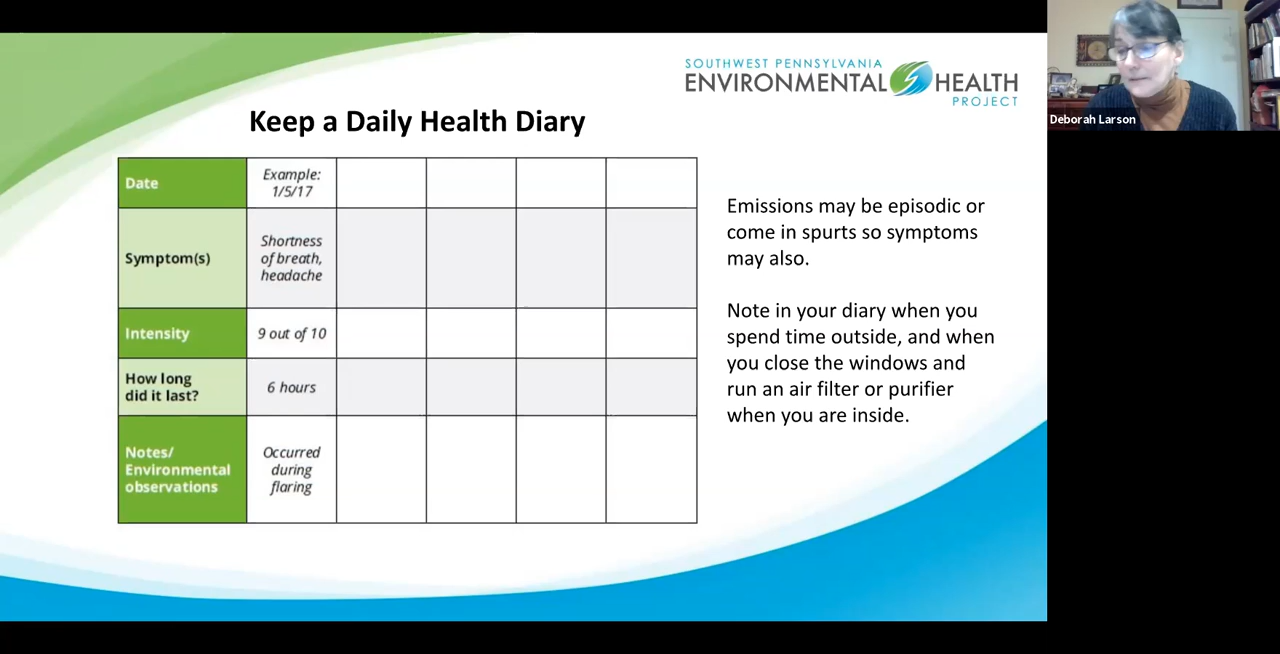 SOUTHWEST PENNSYLVANIA
ENVIRONMENTAL HEALTH
PROJECT
Keep a Daily Health Diary
Date
Example:
1/5/17
Symptom(s)
Shortness
of breath,
headache
Intensity
9 out of 10
How long
did it last?
6 hours
Notes/
Environmental
observations
Occurred
during
flaring
Emissions may be episodic or
come in spurts so symptoms
may also.
Note in your diary when you
spend time outside, and when
you close the windows and
run an air filter or purifier
when you are inside.
Deborah Larson